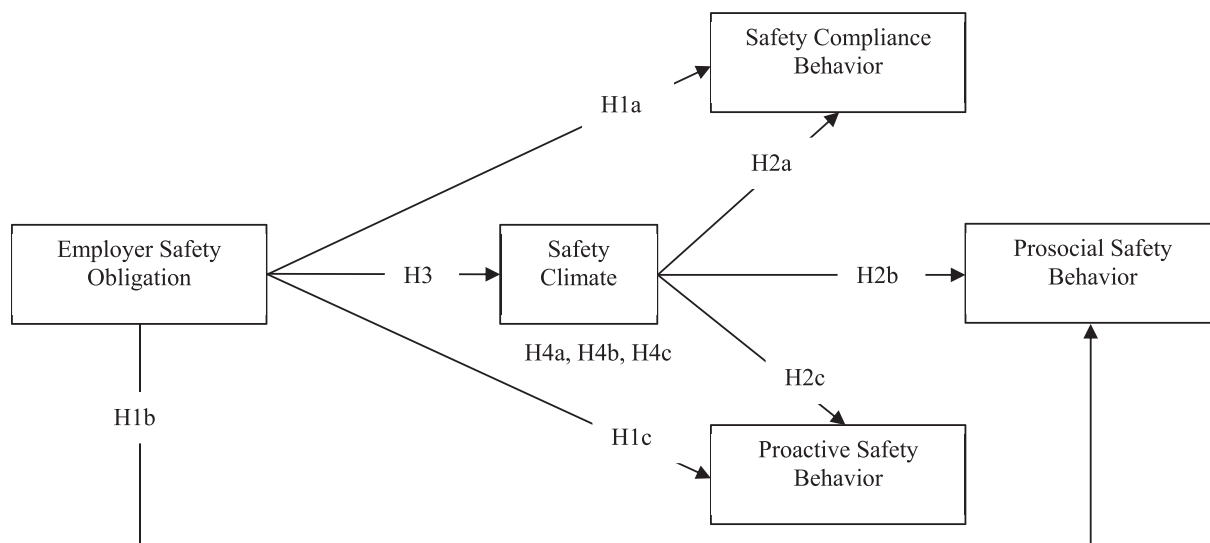 Safety Compliance
Behavior
H1a
H2a
Employer Safety
Obligation
H3
Safety
Climate
H2b
Prosocial Safety
Behavior
H4a, H4b, H4c
H2c
H1b
H1c
Proactive Safety
Behavior